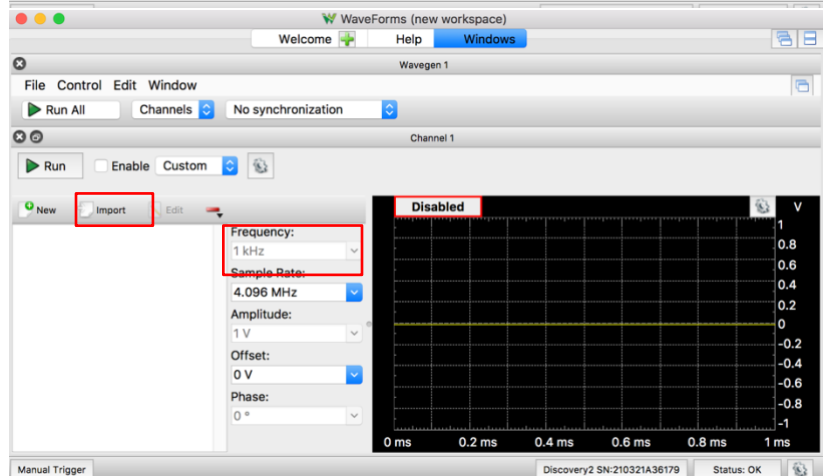 WaveForms (new workspace)
Welcome Help Windows
Wavegen 1
File Control Edit Window
Run All Channels No synchronization
Channel 1
Run Enable Custom
New Import Edit
Disabled V
Frequency:
1 kHz
Sample Rate:
4.096 MHz
Amplitude:
1 V
Offset:
0 V
Phase:
0 °
1
0.8
0.6
0.4
0.2
0
-0.2
-0.4
-0.6
-0.8
-1
0 ms 0.2 ms 0.4 ms 0.6 ms 0.8 ms 1 ms
Manual Trigger Discovery2 SN:210321A36179 Status: OK